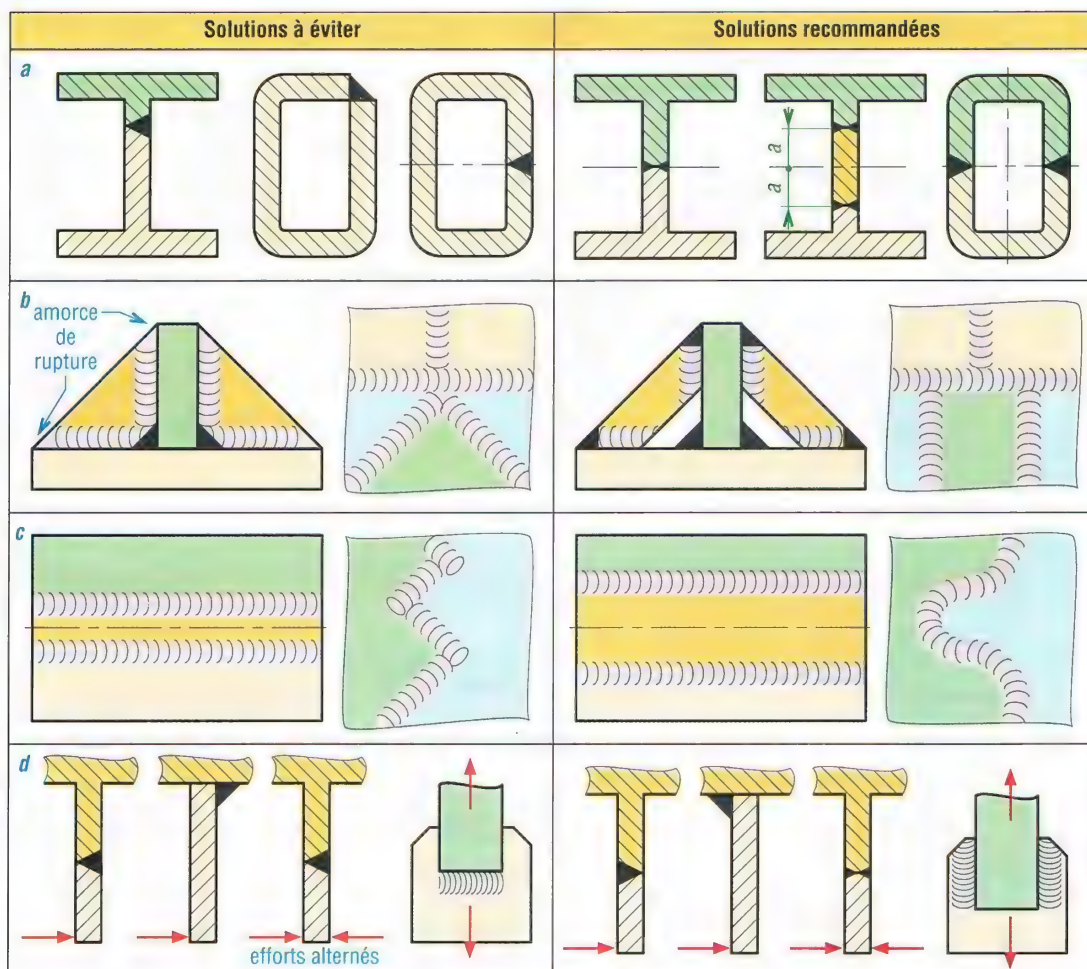 Solutions à éviter
Solutions recommandées
a
a
a
b
amorce
de
rupture
c
d
efforts alternés